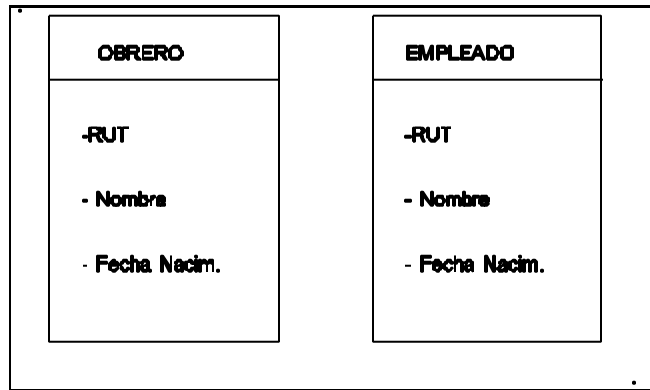 OBRERO
-RUT
- Nombre
- Fecha Nacim.
EMPLEADO
-RUT
- Nombre
- Fecha Nacim.